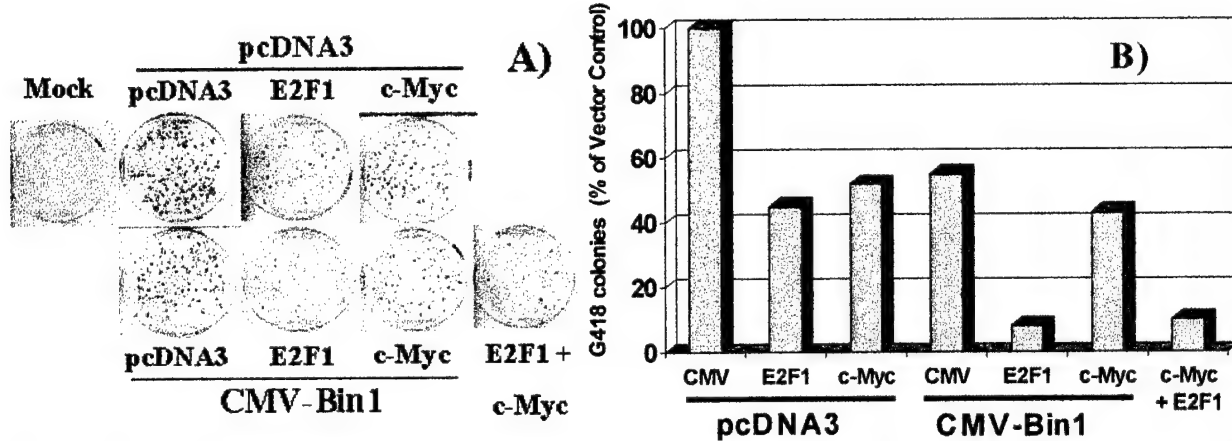 pcDNA3
A)
Mock pcDNA3 E2F1 c-Myc
pcDNA3 E2F1 c-Myc E2F1 +
CMV-Bin1 c-Myc
B)
G418 colonies (% of Vector Control)
100
80
60
40
20
0
CMV E2F1 c-Myc CMV E2F1 c-Myc c-Myc
+ E2F1
pcDNA3 CMV-Bin1